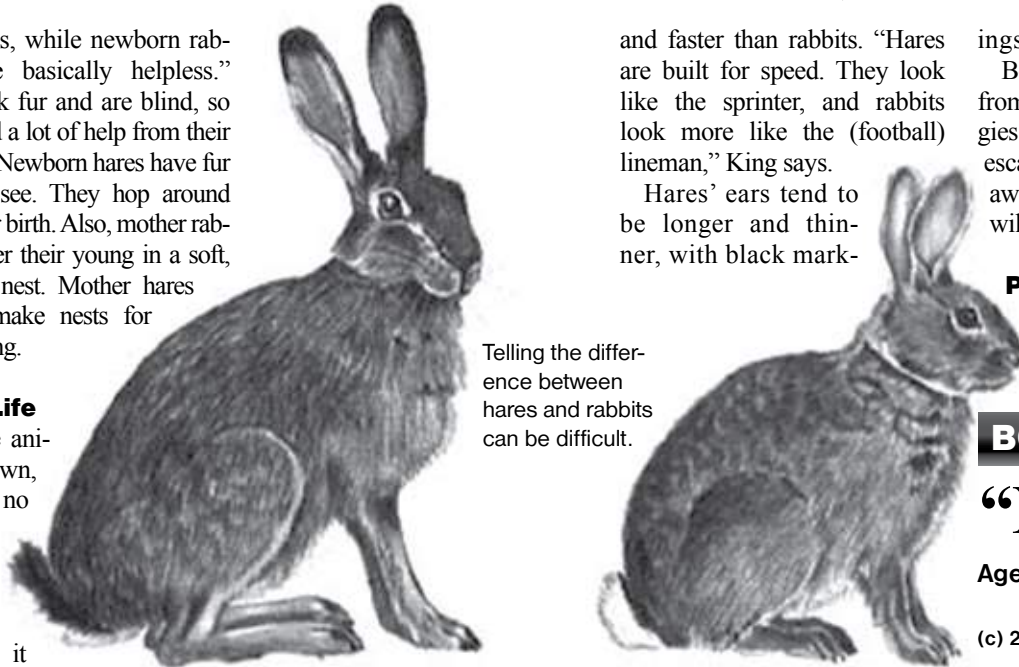 s, while newborn rab-
basically helpless.”
k fur and are blind, so
a lot of help from their
Newborn hares have fur
see. They hop around
birth. Also, mother rab-
er their young in a soft,
nest. Mother hares
make nests for
ng.
Life
ani-
wn,
no
it
Telling the differ-
ence between
hares and rabbits
can be difficult.
and faster than rabbits. “Hares
are built for speed. They look
like the sprinter, and rabbits
look more like the (football)
lineman,” King says.
Hares’ ears tend to
be longer and thin-
ner, with black mark-
ings
B
from
gies
esca
aw
wil
P
B
“
Age
(c) 2